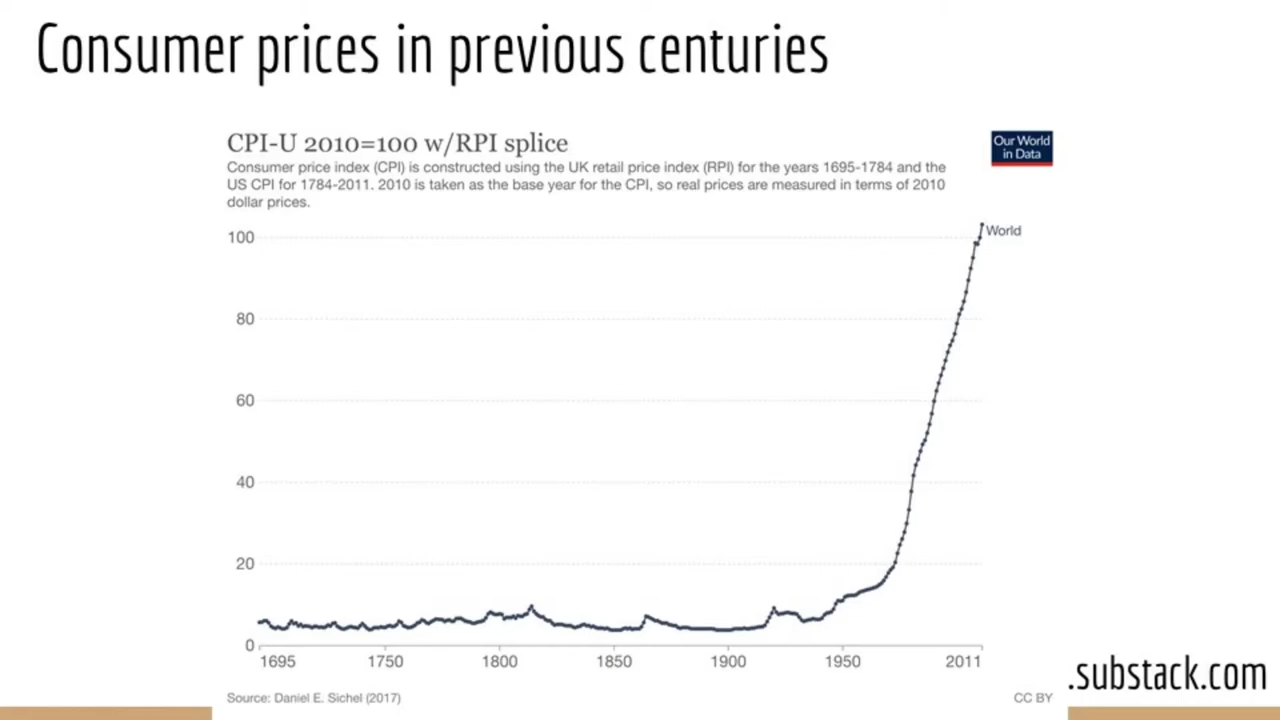 Consumer prices in previous centuries
CPI-U 2010=100 w/RPI splice
Our World
in Data
Consumer price index (CPI) is constructed using the UK retail price index (RPI) for the years 1695-1784 and the
US CPI for 1784-2011. 2010 is taken as the base year for the CPI, so real prices are measured in terms of 2010
dollar prices.
100
World
80
60
40
20
0
1695 1750 1800 1850 1900 1950 2011
.substack.com
Source: Daniel E. Sichel (2017)
CC BY